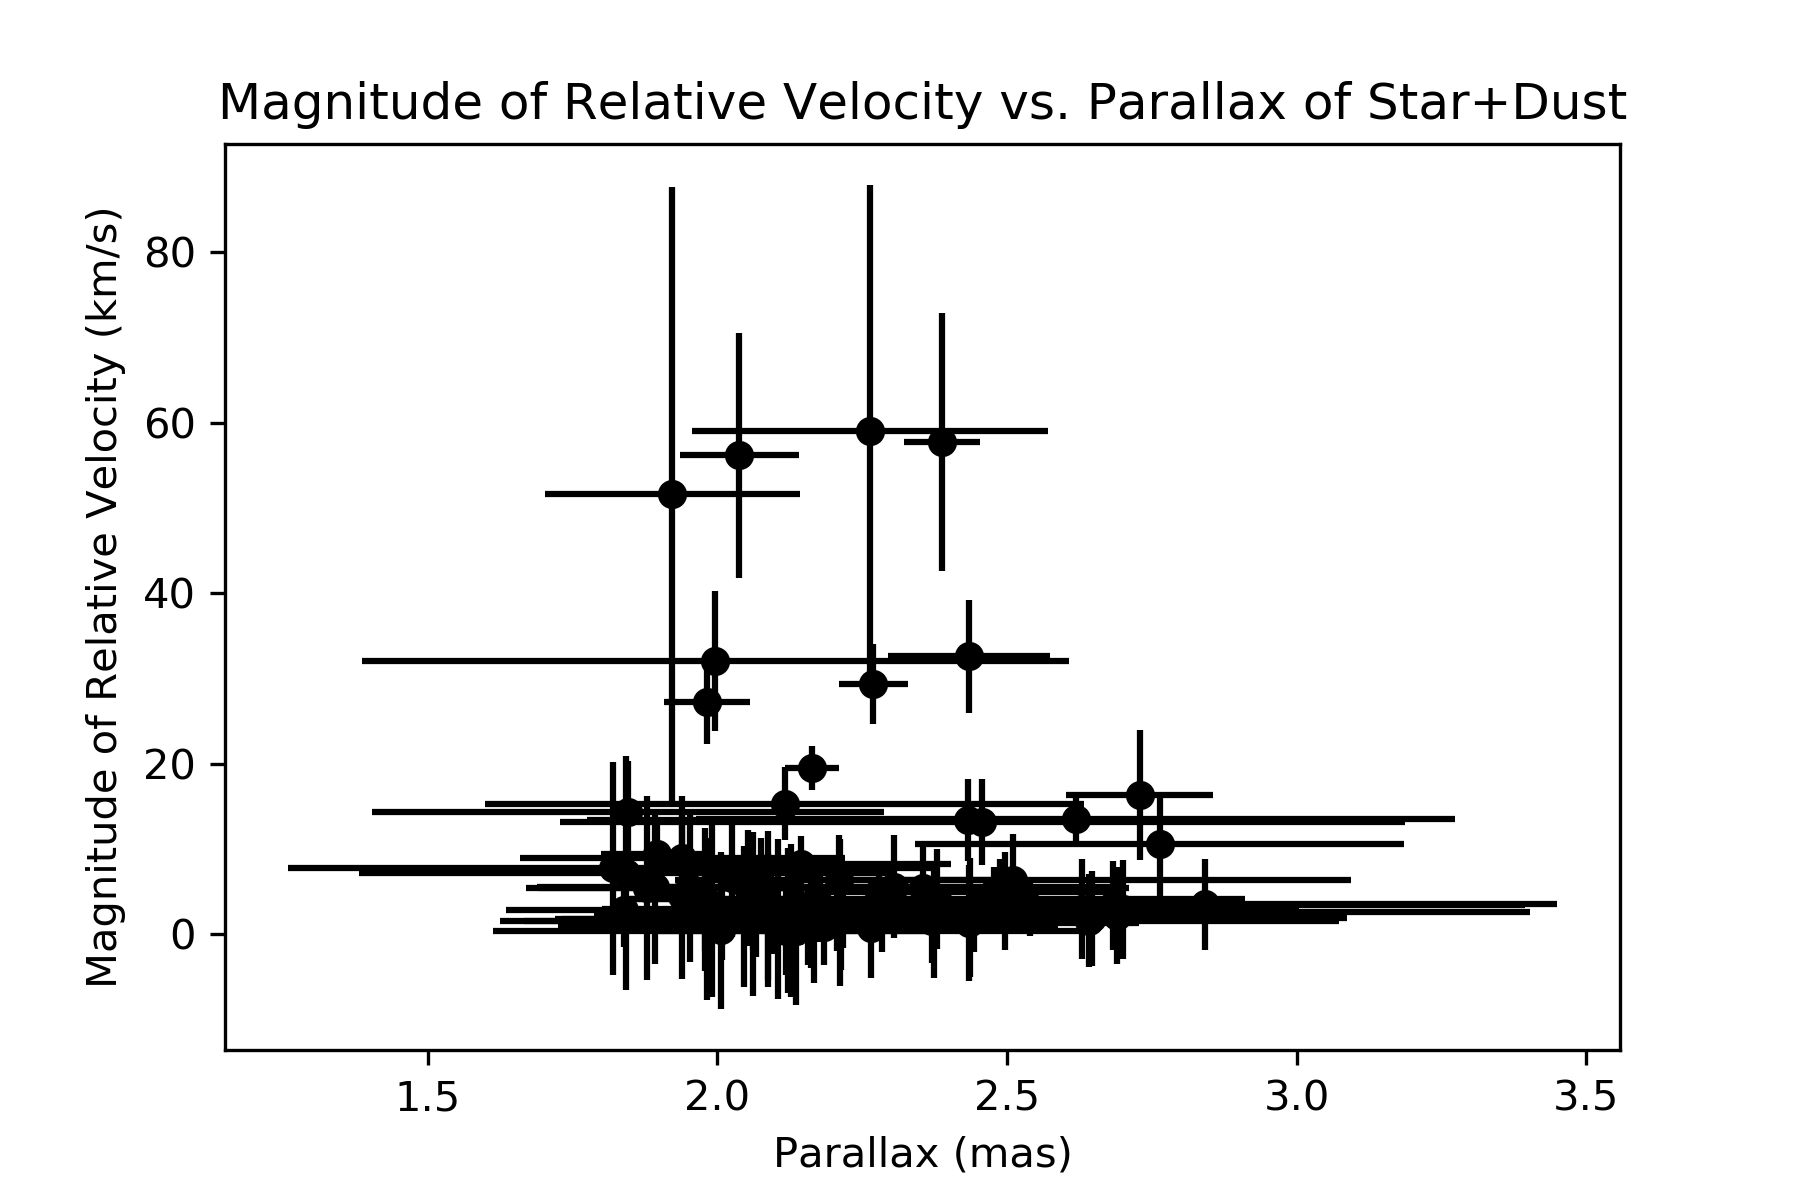 Magnitude of Relative Velocity vs. Parallax of Star+Dust
Magnitude of Relative Velocity (km/s)
80
60
40
20
0
1.5 2.0 2.5 3.0 3.5
Parallax (mas)